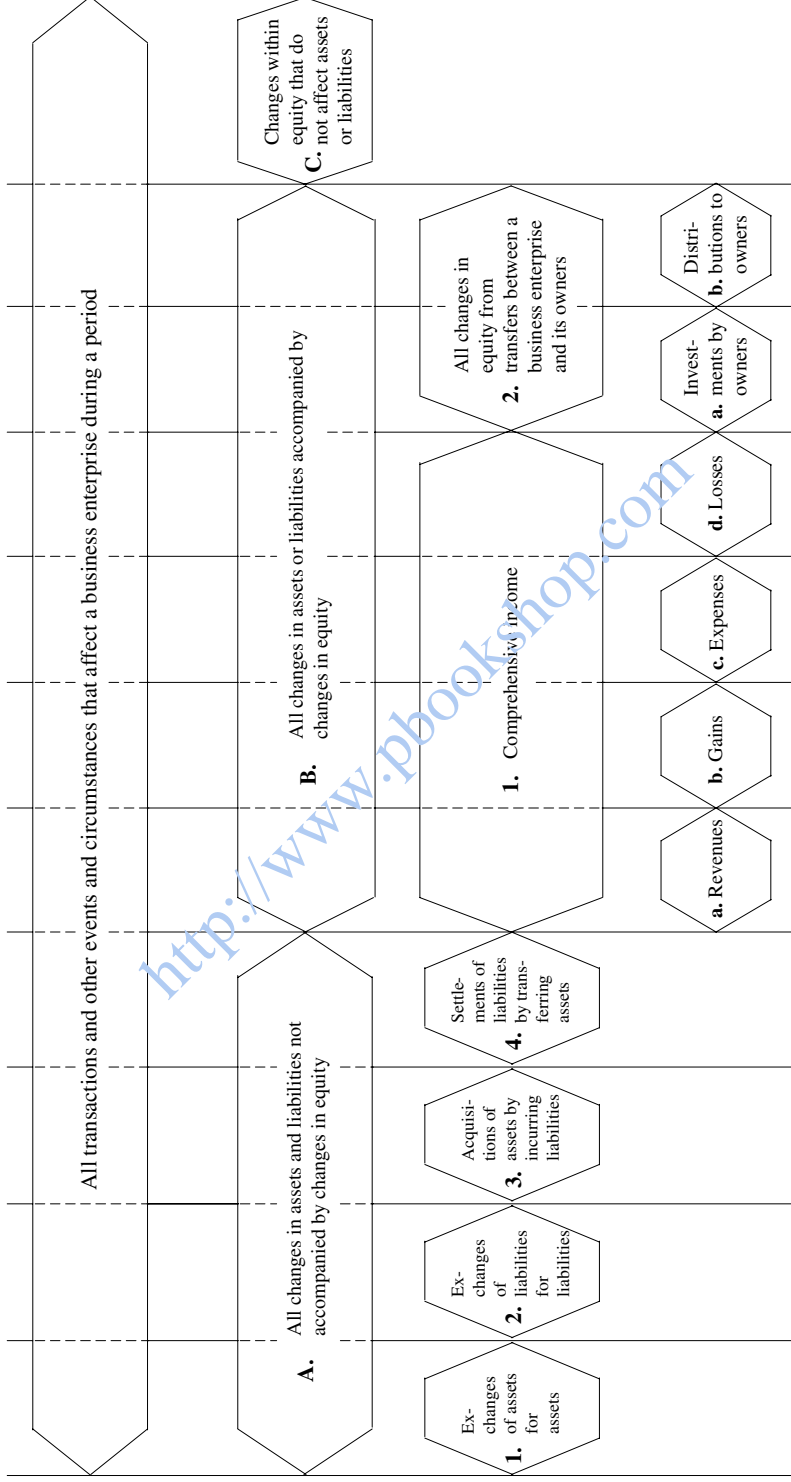 All transactions and other events and circumstances that affect a business enterprise during a period
A. All changes in assets and liabilities not
accompanied by changes in equity
B. All changes in assets or liabilities accompanied by
changes in equity
Changes within
equity that do
C. not affect assets
or liabilities
Ex-
changes
1. of assets
for
assets
Ex-
changes
of
2. liabilities
for
liabilities
Acquisi-
tions of
3. assets by
incurring
liabilities
Settle-
ments of
liabilities
4. by trans-
ferring
assets
1. Comprehensive income
All changes in
equity from
2. transfers between a
business enterprise
and its owners
a. Revenues
b. Gains
c. Expenses
d. Losses
Invest-
a. ments by
owners
Distri-
b. butions to
owners
http://www.pbookshop.com